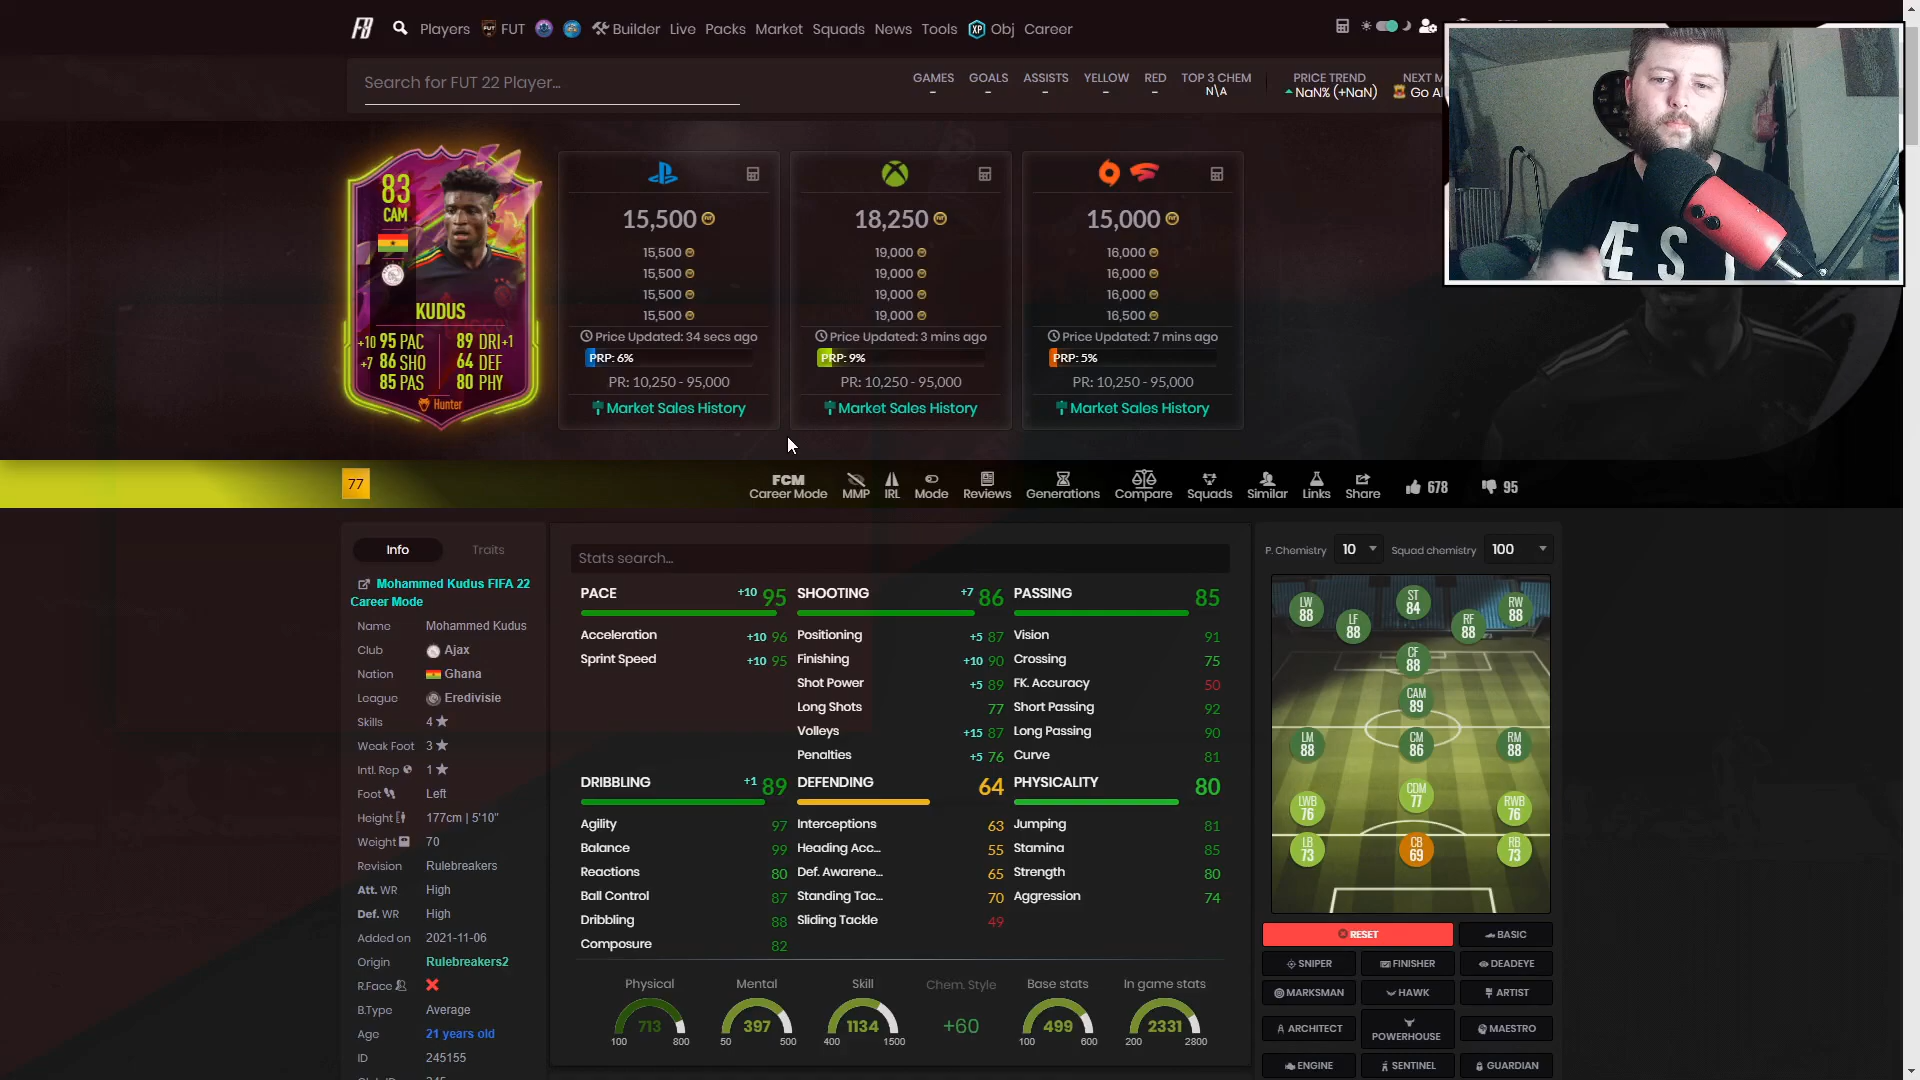 FB Players FUT Builder Live Packs Market Squads News Tools XP Obj Career
Search for FUT 22 Player...
GAMES GOALS ASSISTS YELLOW RED TOP 3 CHEM PRICE TREND NEXT M
- - - - - N\A NaN% (+NaN) Go A
83
CAM
KUDUS
+10 95 PAC 89 DRI+1
+7 86 SHO 64 DEF
85 PAS 80 PHY
Hunter
15,500
15,500
15,500
15,500
15,500
Price Updated: 34 secs ago
PRP: 6%
PR: 10,250 - 95,000
Market Sales History
18,250
19,000
19,000
19,000
19,000
Price Updated: 3 mins ago
PRP: 9%
PR: 10,250 - 95,000
Market Sales History
15,000
16,000
16,000
16,000
16,500
Price Updated: 7 mins ago
PRP: 5%
PR: 10,250 - 95,000
Market Sales History
ÆS
77
FCM
Career Mode MMP IRL Mode Reviews Generations Compare Squads Similar Links Share 678 95
Info Traits
Mohammed Kudus FIFA 22
Career Mode
Name Mohammed Kudus
Club Ajax
Nation Ghana
League Eredivisie
Skills 4★
Weak Foot 3★
Intl. Rep 1★
Foot Left
Height 177cm | 5'10"
Weight 70
Revision Rulebreakers
Att. WR High
Def. WR High
Added on 2021-11-06
Origin Rulebreakers2
R.Face
B.Type Average
Age 21 years old
ID 245155
Stats search...
PACE +10 95
Acceleration +10 96
Sprint Speed +10 95
SHOOTING +7 86
Positioning +5 87
Finishing +10 90
Shot Power +5 89
Long Shots 77
Volleys +15 87
Penalties +5 76
PASSING 85
Vision 91
Crossing 75
FK. Accuracy 50
Short Passing 92
Long Passing 90
Curve 81
DRIBBLING +1 89
Agility 97
Balance 99
Reactions 80
Ball Control 87
Dribbling 88
Composure 82
DEFENDING 64
Interceptions 63
Heading Acc... 55
Def. Awarene... 65
Standing Tac... 70
Sliding Tackle 49
PHYSICALITY 80
Jumping 81
Stamina 85
Strength 80
Aggression 74
Physical Mental Skill Chem. Style Base stats In game stats
713 397 1134 +60 499 2331
100 800 50 500 400 1500 100 600 200 2800
P. Chemistry 10 Squad chemistry 100
LW 88
ST 84
RW 88
LF 88
RF 88
CF 88
CAM 89
LM 88
CM 86
RM 88
CDM 77
LWB 76
RWB 76
LB 73
CB 69
RB 73
RESET BASIC
SNIPER FINISHER DEADEYE
MARKSMAN HAWK ARTIST
ARCHITECT POWERHOUSE MAESTRO
ENGINE SENTINEL GUARDIAN